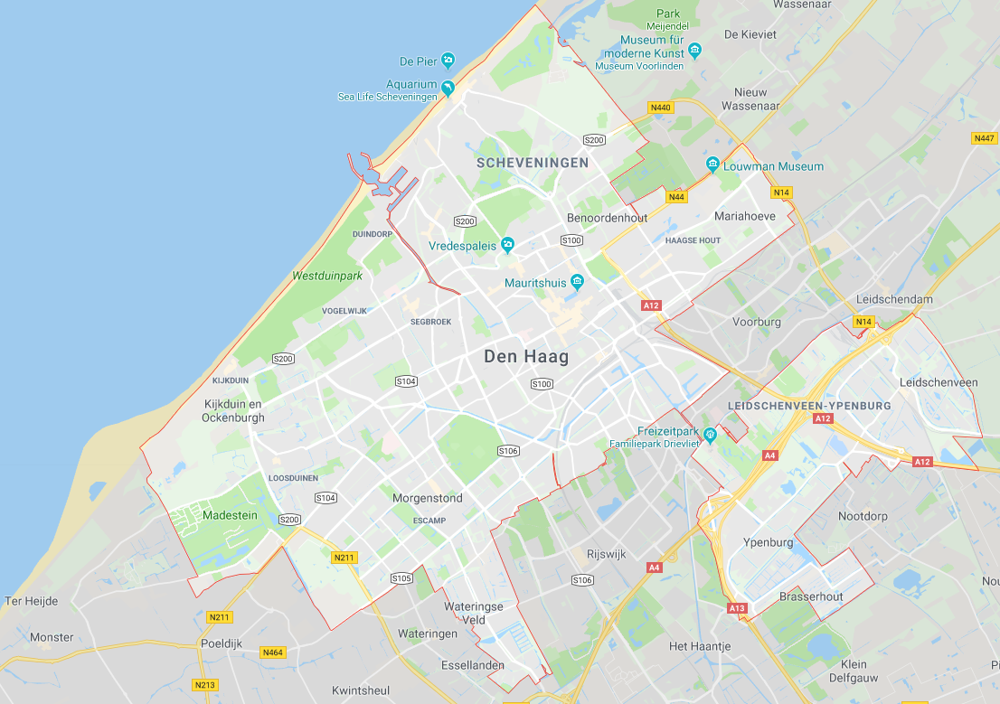 Wassenaar
Park
Meijendel
De Kieviet
Museum für
moderne Kunst
Museum Voorlinden
De Pier
Aquarium
Sea Life Scheveningen
Nieuw
Wassenaar
N440
N447
S200
SCHEVENINGEN
Louwman Museum
N44
N14
Benoordenhout
Mariahoeve
S200
DUINDORP
S100
HAAGSE HOUT
Vredespaleis
Westduinpark
Mauritshuis
Leidschendam
A12
VOGELWIJK
SEGBROEK
Voorburg
N14
S200
Den Haag
KIJKDUIN
S104
S100
Leidschenveen
Kijkduin en
Ockenburgh
LEIDSCHENVEEN-YPENBURG
A12
Freizeitpark
Familiepark Drievliet
S106
A4
A12
LOOSDUINEN
S104
Morgenstond
Madestein
S200
ESCAMP
Nootdorp
Ypenburg
N211
Rijswijk
A4
S105
S106
Ter Heijde
Brasserhout
Wateringse
Veld
A13
N211
Monster
Poeldijk
Wateringen
Het Haantje
N464
Essellanden
Klein
Delfgauw
N213
Kwintsheul